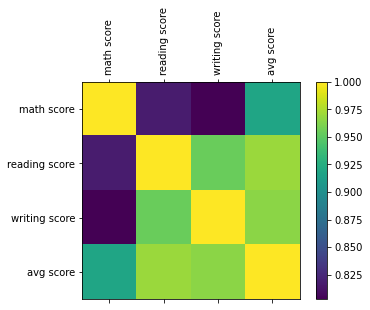 math score
reading score
writing score
avg score
math score
reading score
writing score
avg score
1.000
0.975
0.950
0.925
0.900
0.875
0.850
0.825